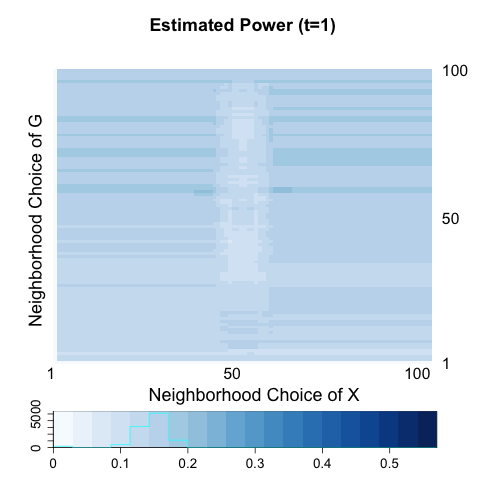 Estimated Power (t=1)
Neighborhood Choice of G
100
50
1
1 50 100
Neighborhood Choice of X
0 5000
0 0.1 0.2 0.3 0.4 0.5